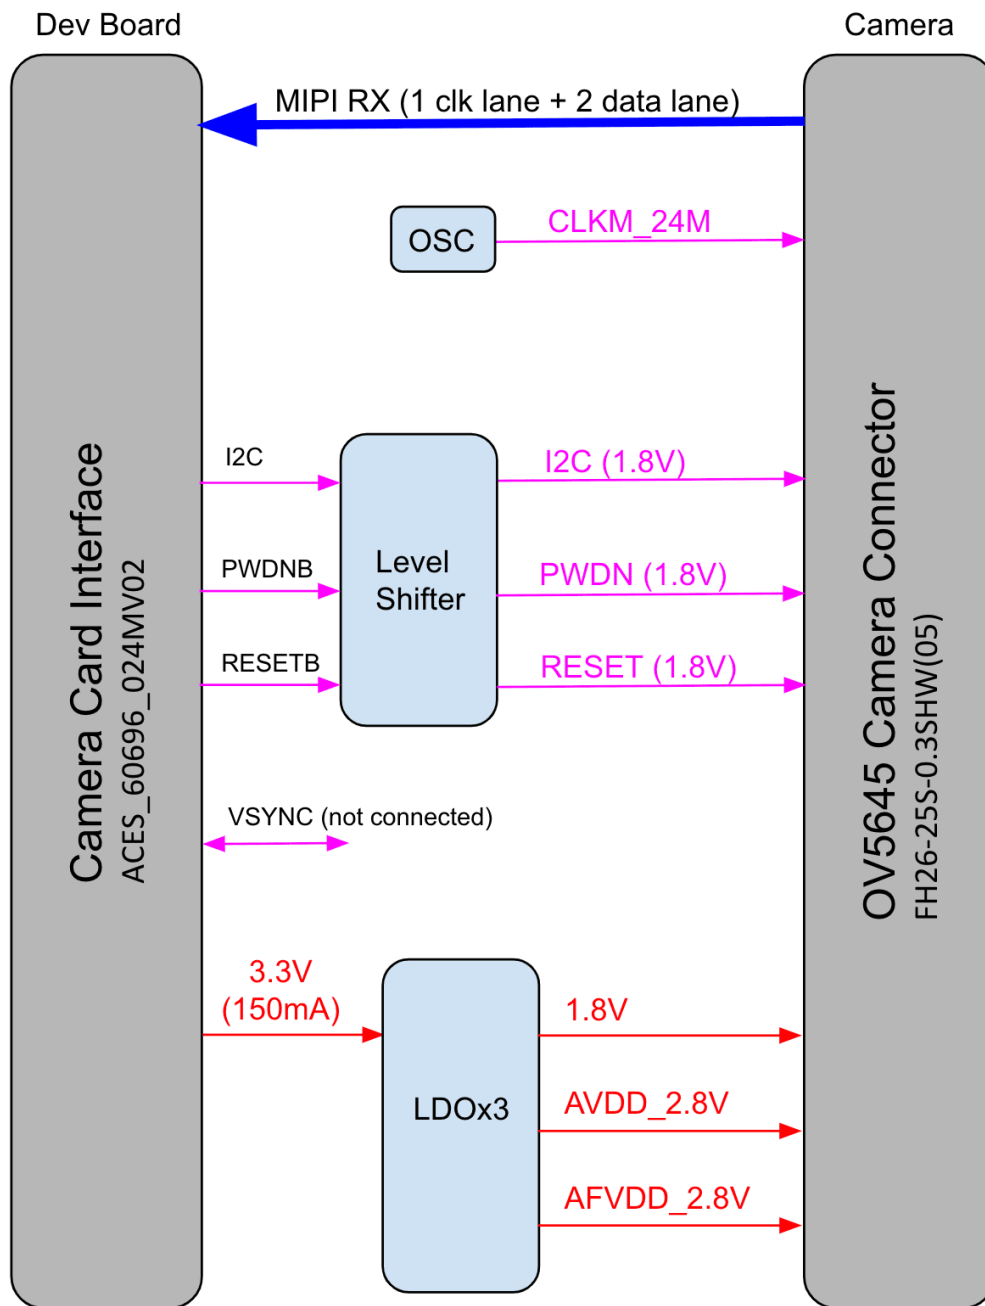 Dev Board
Camera
MIPI RX (1 clk lane + 2 data lane)
OSC
CLKM_24M
Camera Card Interface
ACES_60696_024MV02
I2C
PWDNB
RESETB
Level
Shifter
I2C (1.8V)
PWDN (1.8V)
RESET (1.8V)
OV5645 Camera Connector
FH26-25S-0.3SHW(05)
VSYNC (not connected)
3.3V
(150mA)
LDOx3
1.8V
AVDD_2.8V
AFVDD_2.8V